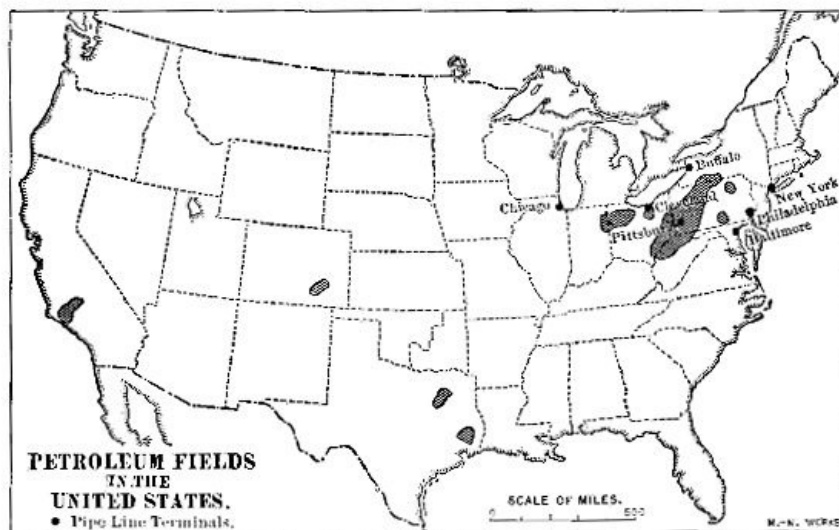 Buffalo
New York
Chicago
Cleveland
Philadelphia
Pittsburg
Baltimore
PETROLEUM FIELDS
IN THE
UNITED STATES.
● Pipe Line Terminals.
SCALE OF MILES.
0 500
M.-N. WORKS